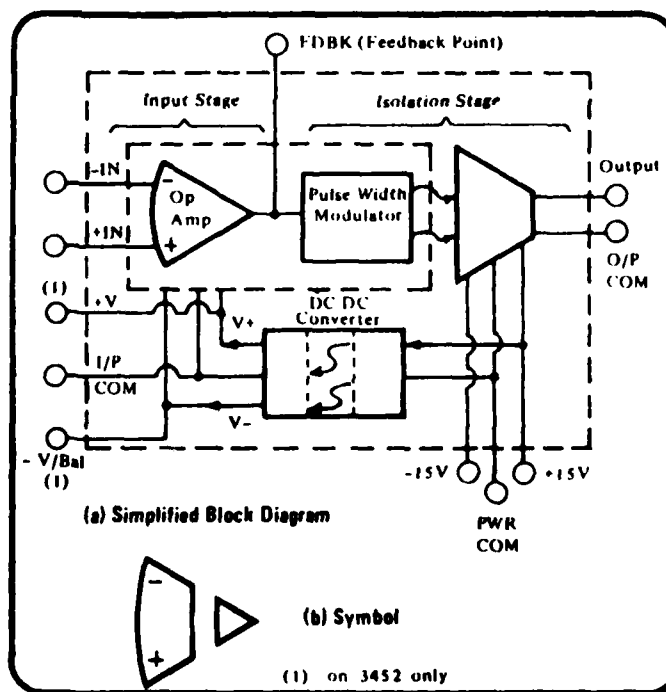 FDBK (Feedback Point)
Input Stage
Isolation Stage
-IN
-
Op
Amp
+
+IN
Pulse Width
Modulator
Output
O/P
COM
(1)
+V
V+
DC DC
Converter
I/P
COM
V-
- V/Bal
(1)
-15V
+15V
PWR
COM
(a) Simplified Block Diagram
-
+
(b) Symbol
(1) on 3452 only